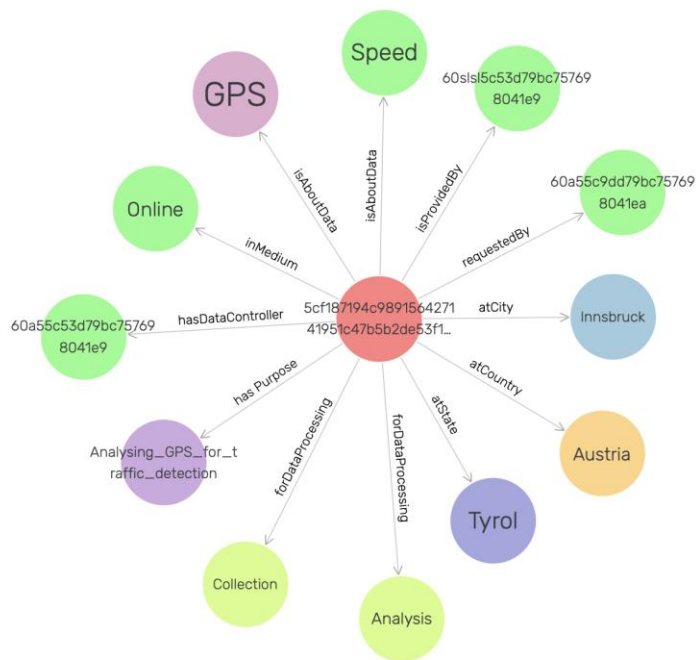 Speed
GPS
60slsl5c53d79bc75769
8041e9
isAboutData
isAboutData
isProvidedBy
60a55c9dd79bc75769
8041ea
Online
inMedium
requestedBy
5cf187194c9891564271
41951c47b5b2de53f1...
60a55c53d79bc75769
8041e9
hasDataController
atCity
Innsbruck
has Purpose
atCountry
Analysing_GPS_for_t
raffic_detection
forDataProcessing
forDataProcessing
atState
Austria
Tyrol
Collection
Analysis